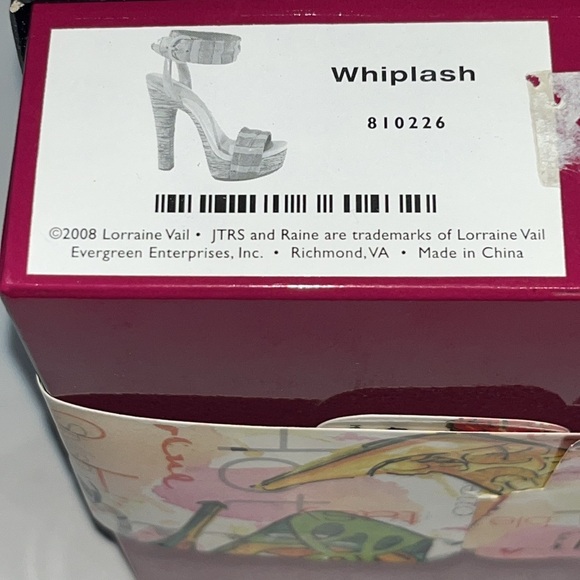 Whiplash
810226
©2008 Lorraine Vail • JTRS and Raine are trademarks of Lorraine Vail
Evergreen Enterprises, Inc. • Richmond, VA • Made in China